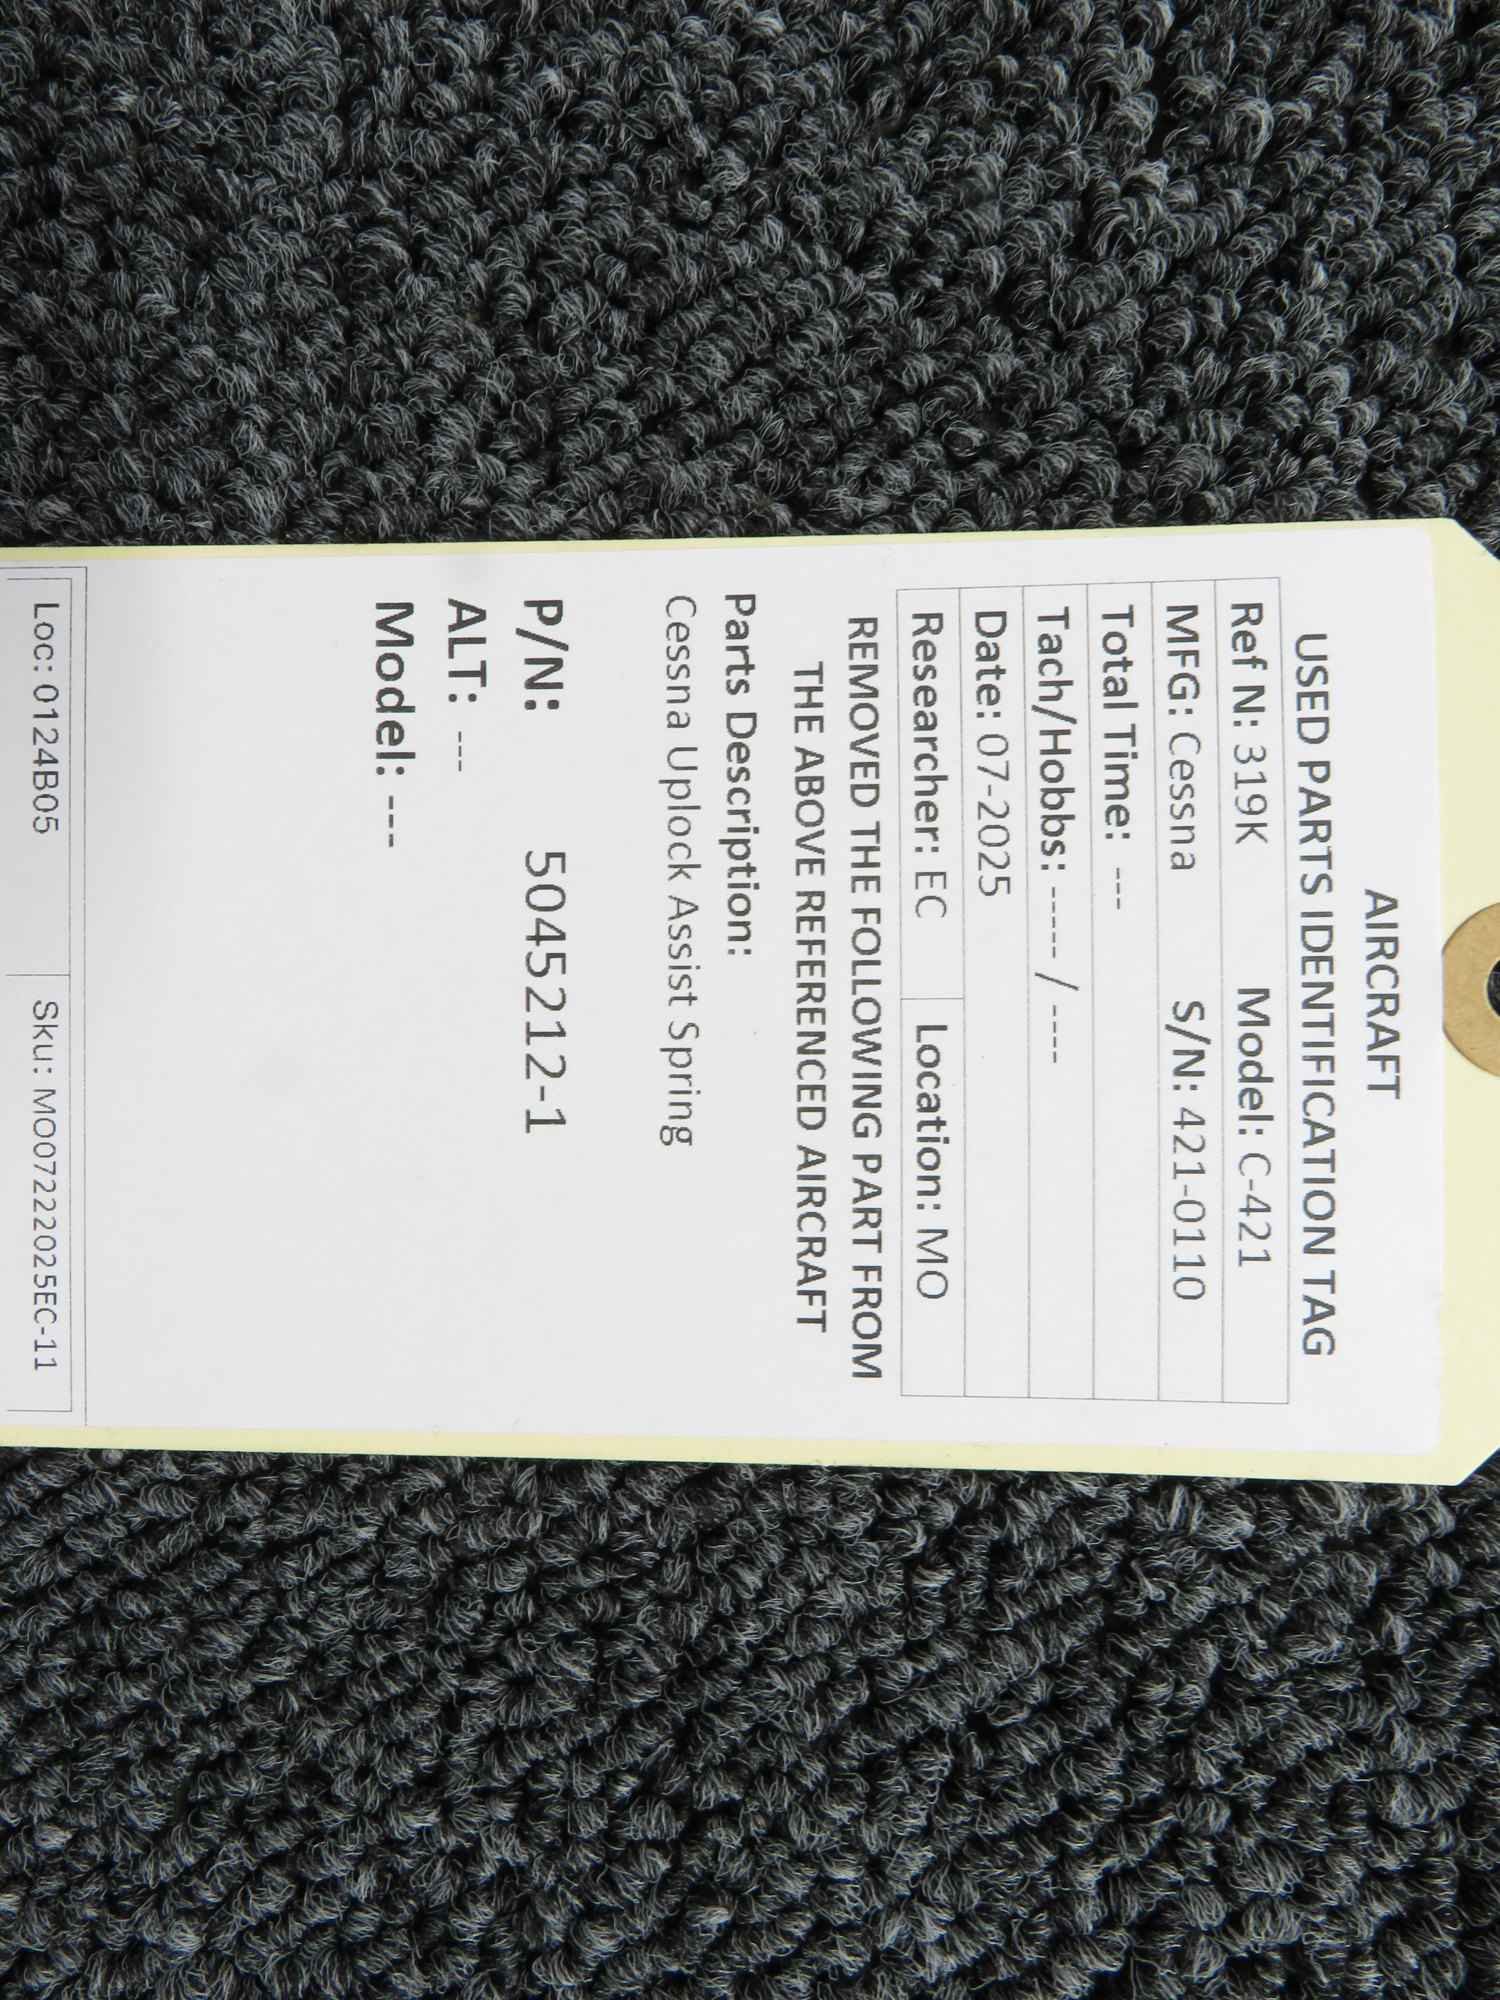 AIRCRAFT
USED PARTS IDENTIFICATION TAG
Ref N: 319K Model: C-421
MFG: Cessna S/N: 421-0110
Total Time: ---
Tach/Hobbs: ----- / ----
Date: 07-2025
Researcher: EC Location: MO
REMOVED THE FOLLOWING PART FROM
THE ABOVE REFERENCED AIRCRAFT
Parts Description:
Cessna Uplock Assist Spring
P/N: 5045212-1
ALT: ---
Model: ---
Loc: 0124B05 Sku: MO07222025EC-11